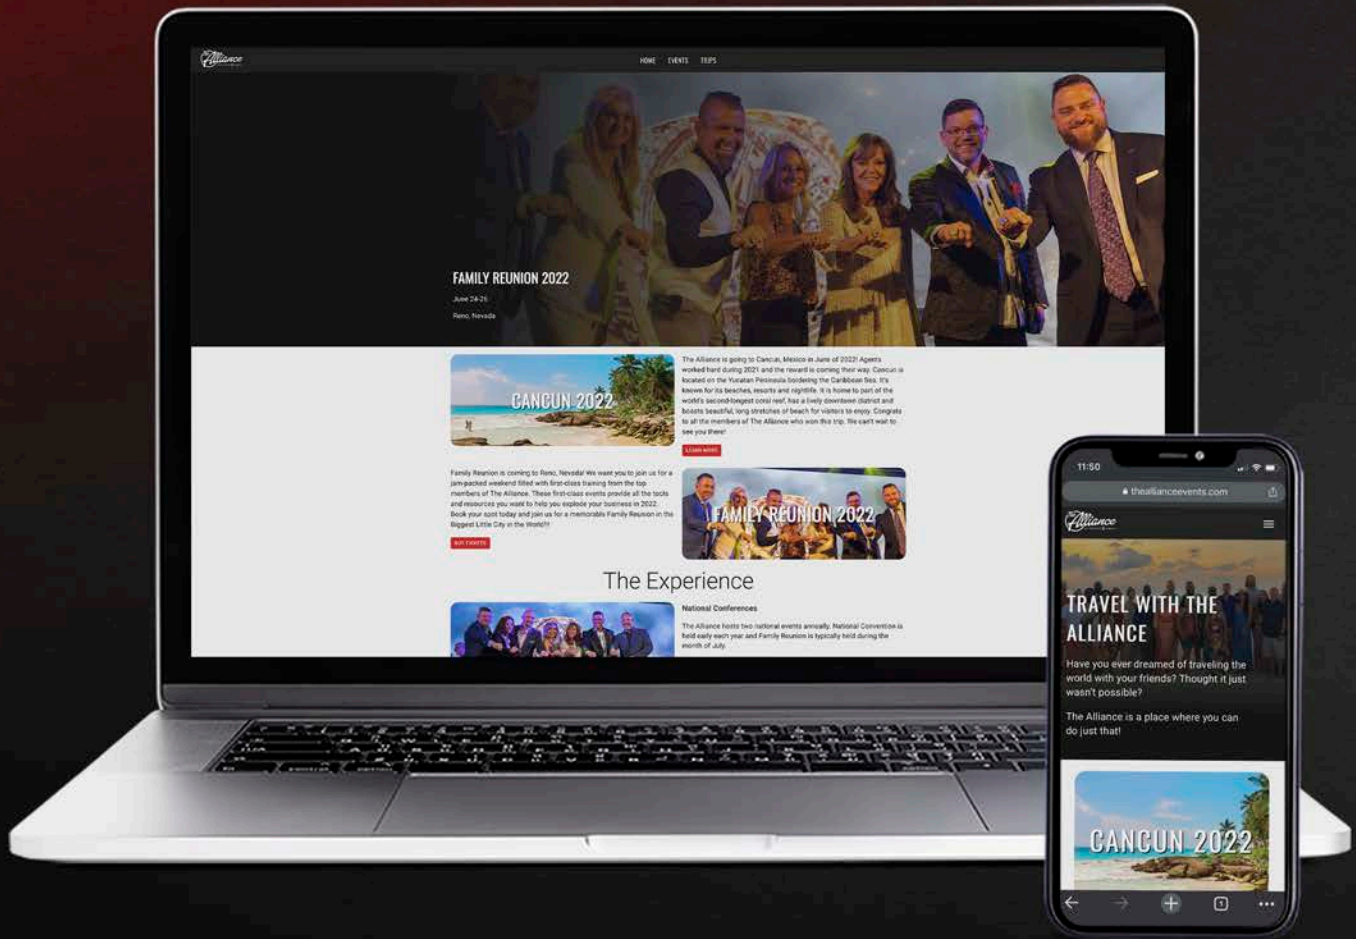 The Alliance
HOME EVENTS TRIPS
FAMILY REUNION 2022
June 24-26
Reno, Nevada
CANCUN 2022
The Alliance is going to Cancun, Mexico in June of 2022! Agents
worked hard during 2021 and the reward is coming their way. Cancun is
located on the Yucatan Peninsula bordering the Caribbean Sea. It's
known for its beaches, resorts and nightlife. It is home to part of the
world's second-longest coral reef, has a lively downtown district and
boasts beautiful, long stretches of beach for visitors to enjoy. Congrats
to all the members of The Alliance who won this trip. We can't wait to
see you there!
LEARN MORE
Family Reunion is coming to Reno, Nevada! We want you to join us for a
jam-packed weekend filled with first-class training from the top
members of The Alliance. These first-class events provide all the tools
and resources you want to help you explode your business in 2022.
Book your spot today and join us for a memorable Family Reunion in the
Biggest Little City in the World!!!
BUY TICKETS
FAMILY REUNION 2022
The Experience
National Conferences
The Alliance hosts two national events annually. National Convention is
held early each year and Family Reunion is typically held during the
month of July.
11:50
theallianceevents.com
The Alliance
TRAVEL WITH THE
ALLIANCE
Have you ever dreamed of traveling the
world with your friends? Thought it just
wasn't possible?
The Alliance is a place where you can
do just that!
CANCUN 2022
1